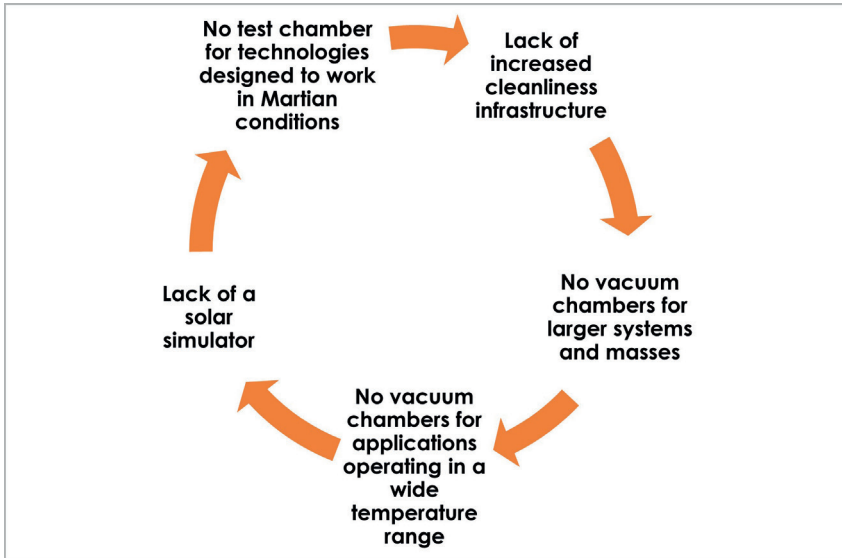 No test chamber
for technologies
designed to work
in Martian
conditions
Lack of
increased
cleanliness
infrastructure
No vacuum
chambers for
larger systems
and masses
No vacuum
chambers for
applications
operating in a
wide
temperature
range
Lack of a
solar
simulator